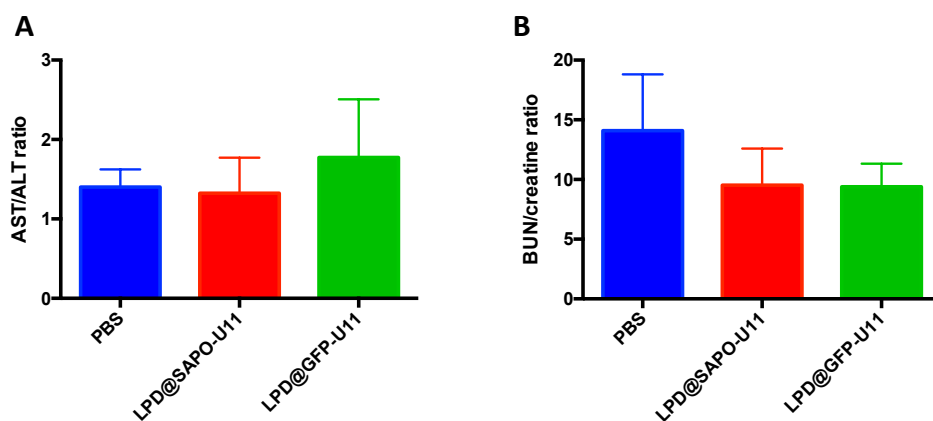 A
AST/ALT ratio
3
2
1
0
PBS
LPD@SAPO-U11
LPD@GFP-U11
B
BUN/creatine ratio
20
15
10
5
0
PBS
LPD@SAPO-U11
LPD@GFP-U11